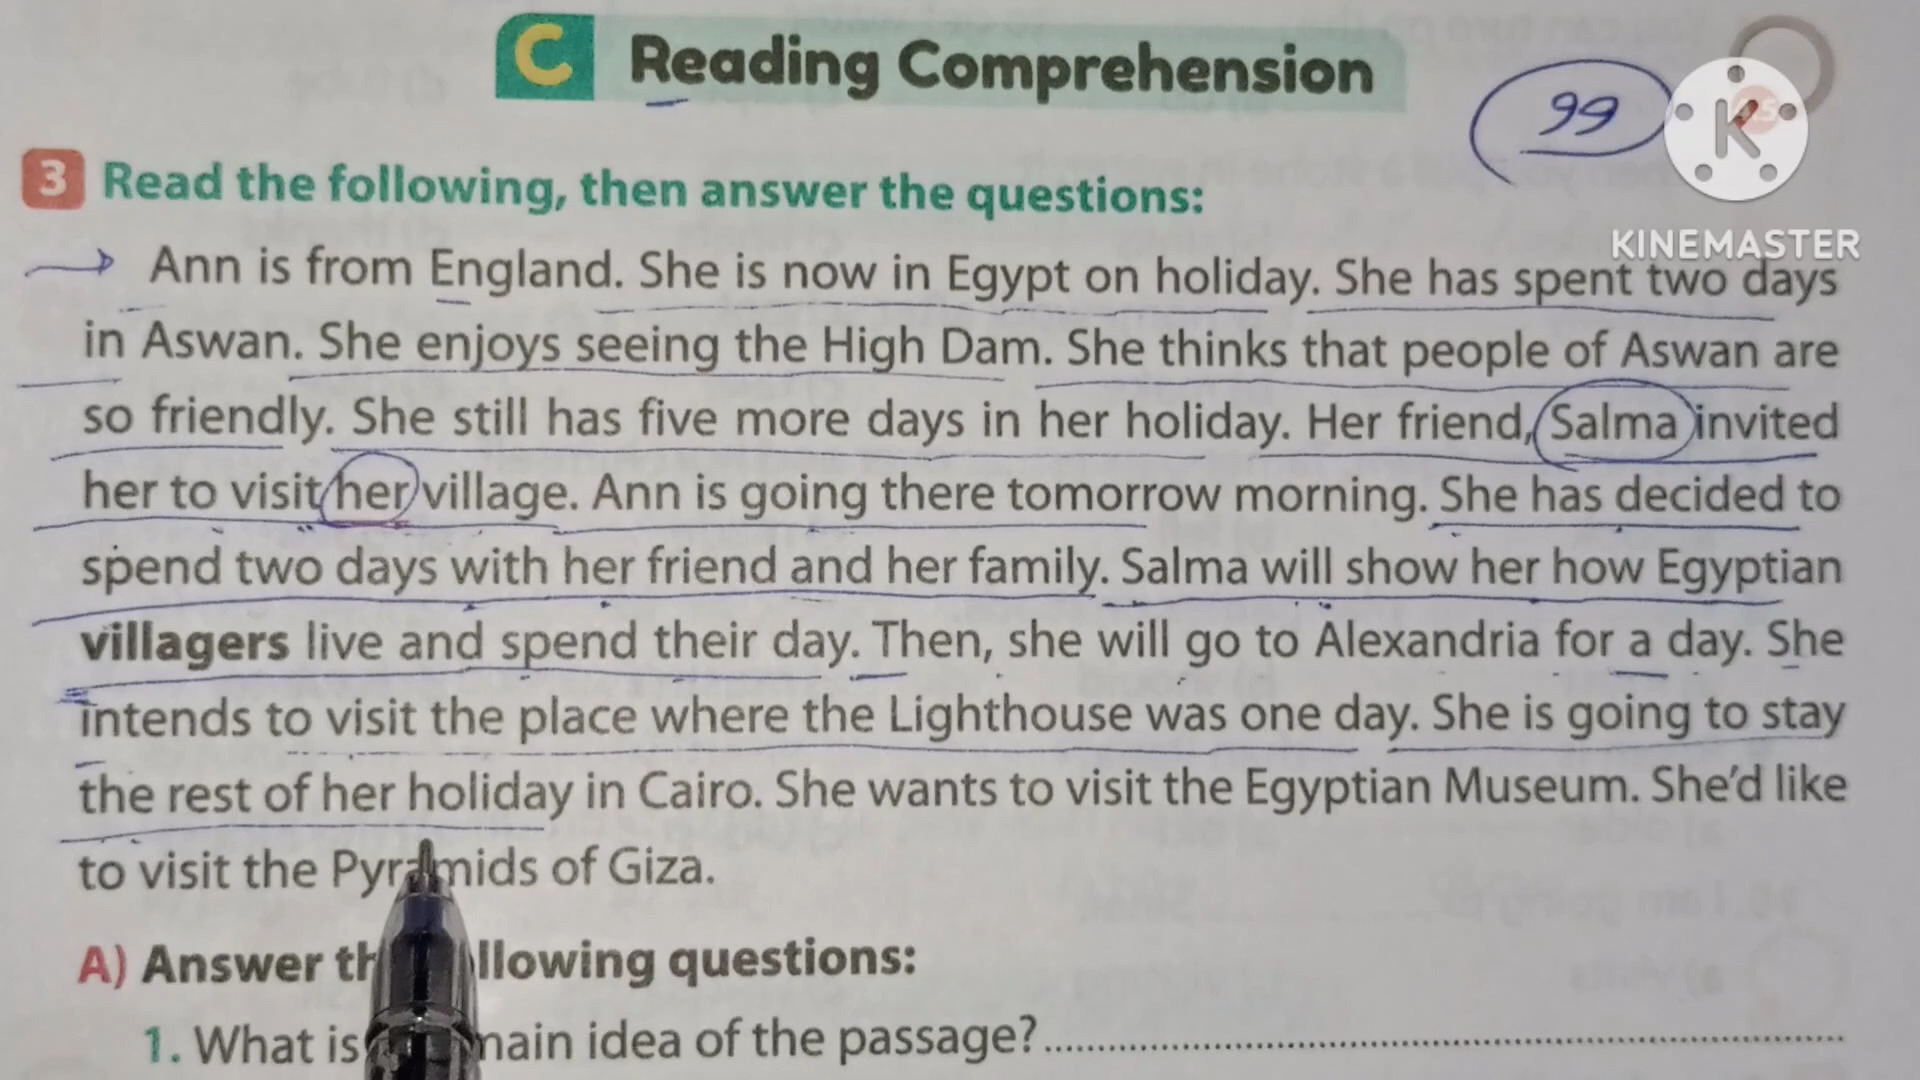 C Reading Comprehension
99
K
KINEMASTER
3 Read the following, then answer the questions:
Ann is from England. She is now in Egypt on holiday. She has spent two days
in Aswan. She enjoys seeing the High Dam. She thinks that people of Aswan are
so friendly. She still has five more days in her holiday. Her friend, Salma invited
her to visit her village. Ann is going there tomorrow morning. She has decided to
spend two days with her friend and her family. Salma will show her how Egyptian
villagers live and spend their day. Then, she will go to Alexandria for a day. She
intends to visit the place where the Lighthouse was one day. She is going to stay
the rest of her holiday in Cairo. She wants to visit the Egyptian Museum. She'd like
to visit the Pyramids of Giza.
A) Answer th llowing questions:
1. What is main idea of the passage?